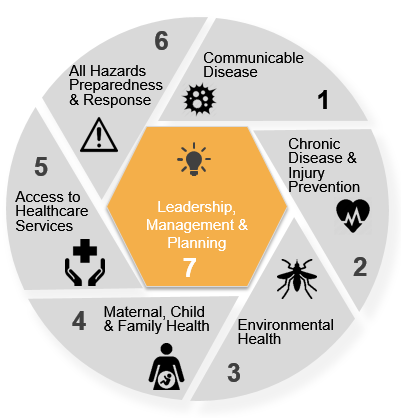 Communicable
Disease
1
Chronic
Disease &
Injury
Prevention
2
Environmental
Health
3
Maternal, Child
& Family Health
4
Access to
Healthcare
Services
5
All Hazards
Preparedness
& Response
6
Leadership,
Management &
Planning
7